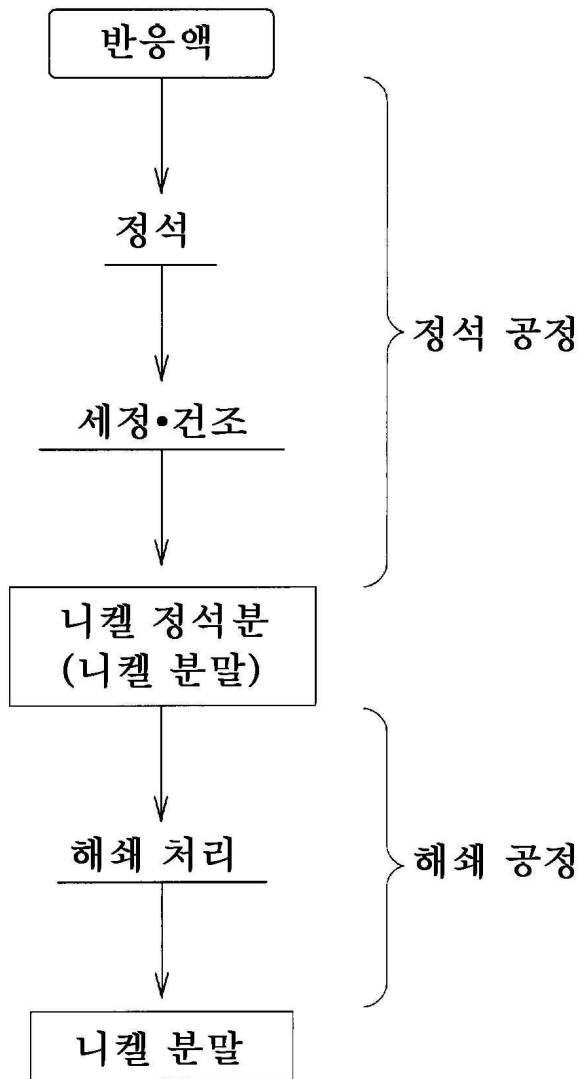 반응액
정석
정석 공정
세정•건조
니켈 정석분
(니켈 분말)
해쇄 처리
해쇄 공정
니켈 분말